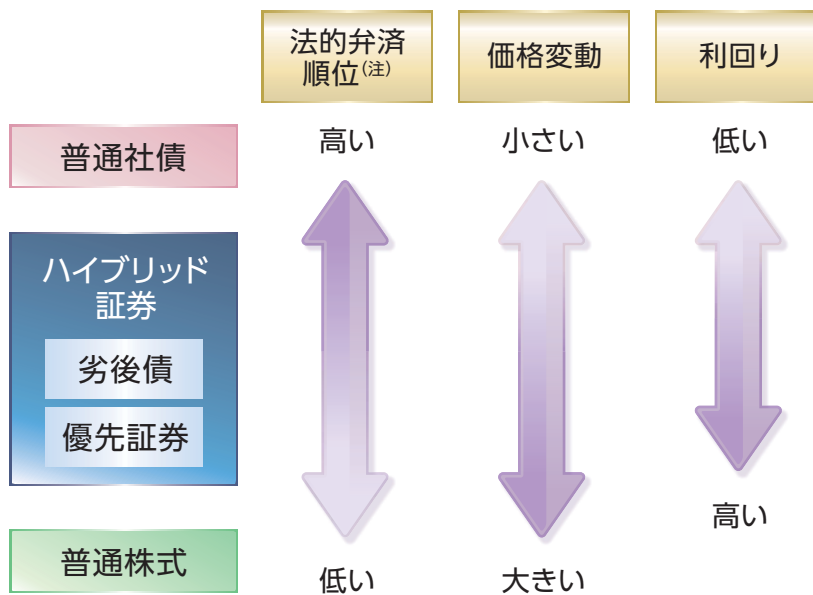 法的弁済
順位(注)
価格変動
利回り
普通社債
高い
小さい
低い
ハイブリッド
証券
劣後債
優先証券
高い
普通株式
低い
大きい